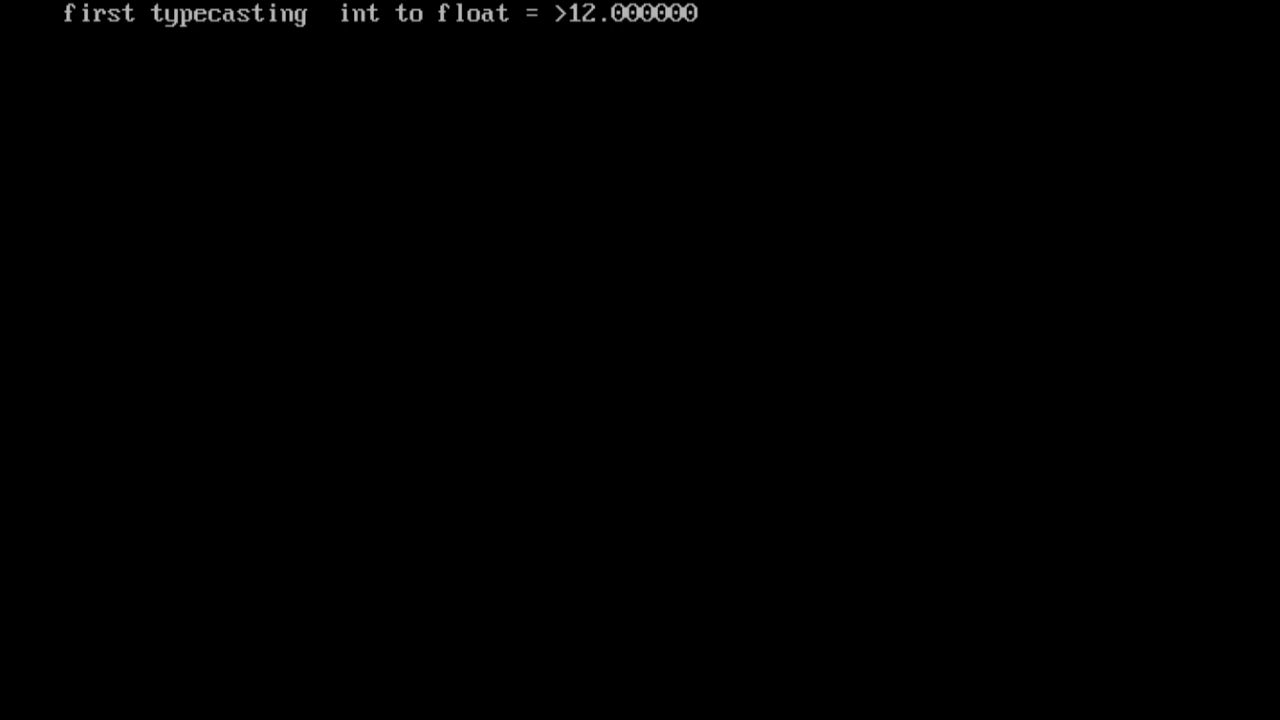 first typecasting  int to float = >12.000000